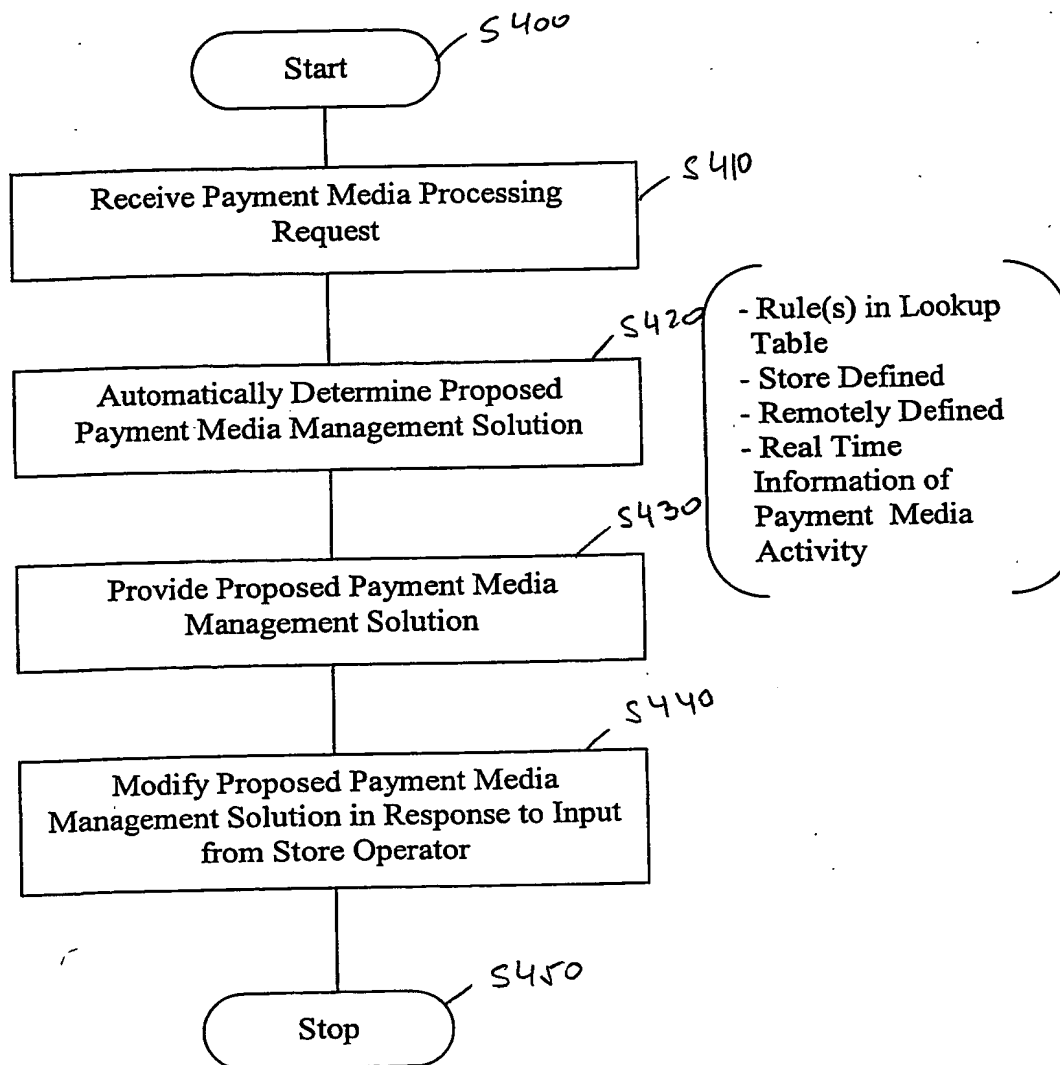 S400
Start
S410
Receive Payment Media Processing
Request
S420
Automatically Determine Proposed
Payment Media Management Solution
- Rule(s) in Lookup
Table
- Store Defined
- Remotely Defined
- Real Time
Information of
Payment Media
Activity
S430
Provide Proposed Payment Media
Management Solution
S440
Modify Proposed Payment Media
Management Solution in Response to Input
from Store Operator
S450
Stop